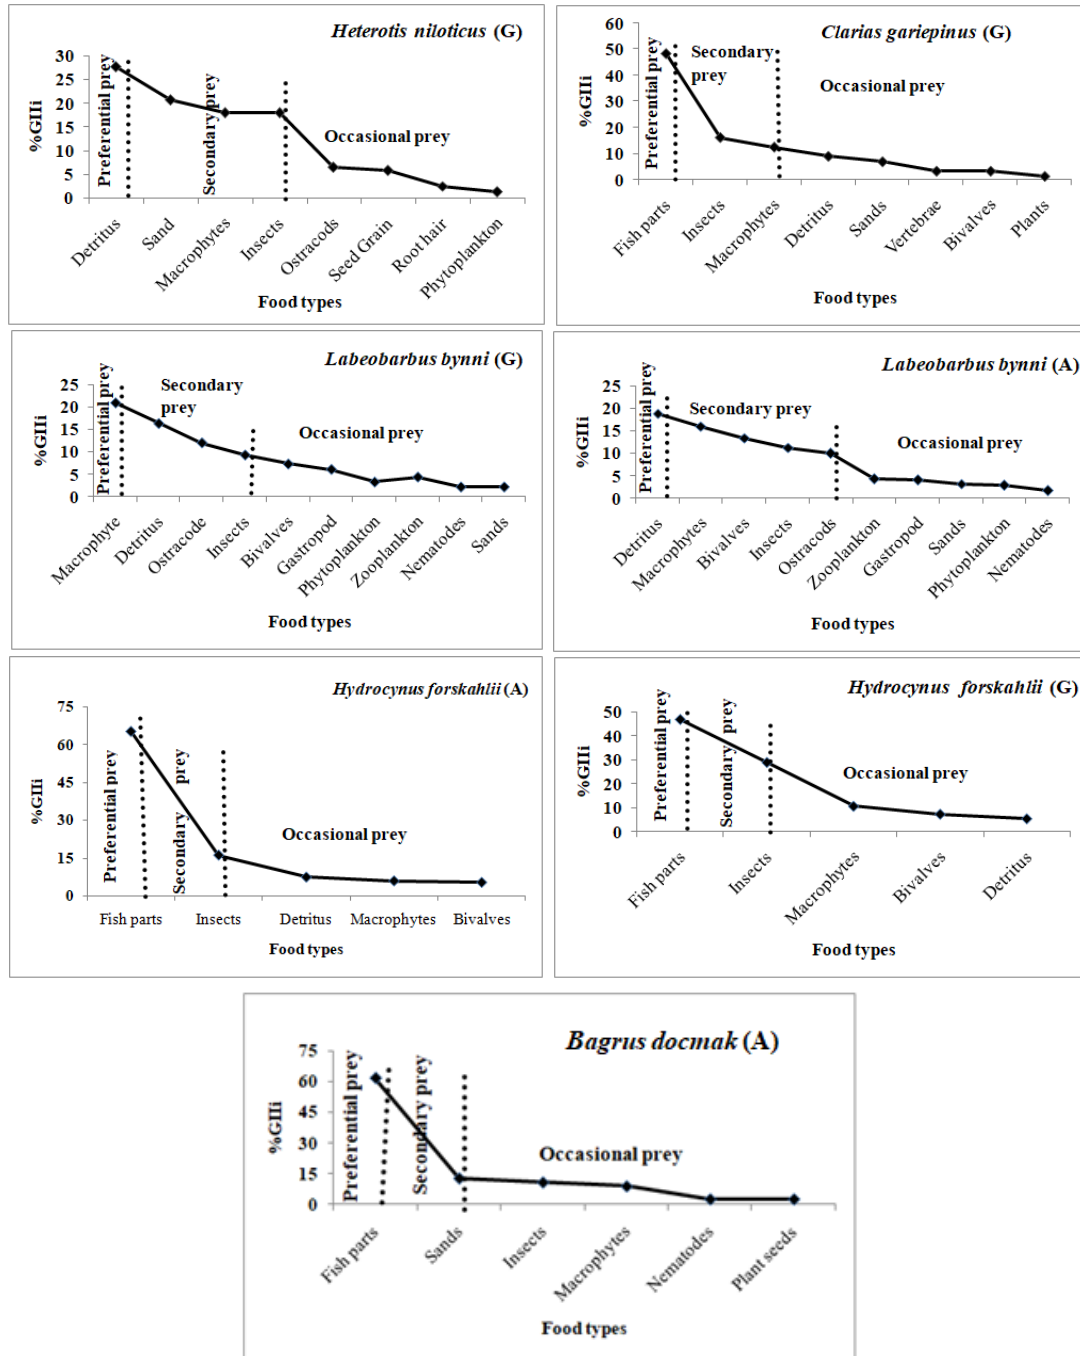 Heterotis niloticus (G)
%GIIi
30
25
20
15
10
5
0
Preferential prey
Secondary prey
Occasional prey
Detritus
Sand
Macrophytes
Insects
Ostracods
Seed Grain
Root hair
Phytoplankton
Food types
Clarias gariepinus (G)
%GIIi
60
50
40
30
20
10
0
Preferential prey
Secondary
prey
Occasional prey
Fish parts
Insects
Macrophytes
Detritus
Sands
Vertebrae
Bivalves
Plants
Food types
Labeobarbus bynni (G)
%GIIi
25
20
15
10
5
0
Preferential prey
Secondary
prey
Occasional prey
Macrophyte
Detritus
Ostracode
Insects
Bivalves
Gastropod
Phytoplankton
Zooplankton
Nematodes
Sands
Food types
Labeobarbus bynni (A)
%GIIi
25
20
15
10
5
0
Preferential prey
Secondary prey
Occasional prey
Detritus
Macrophytes
Bivalves
Insects
Ostracods
Zooplankton
Gastropod
Sands
Phytoplankton
Nematodes
Food types
Hydrocynus forskahlii (A)
%GIIi
75
60
45
30
15
0
Preferential prey
Secondary prey
Occasional prey
Fish parts
Insects
Detritus
Macrophytes
Bivalves
Food types
Hydrocynus forskahlii (G)
%GIIi
50
40
30
20
10
0
Preferential prey
Secondary prey
Occasional prey
Fish parts
Insects
Macrophytes
Bivalves
Detritus
Food types
Bagrus docmak (A)
%GIIi
75
60
45
30
15
0
Preferential prey
Secondary prey
Occasional prey
Fish parts
Sands
Insects
Macrophytes
Nematodes
Plant seeds
Food types